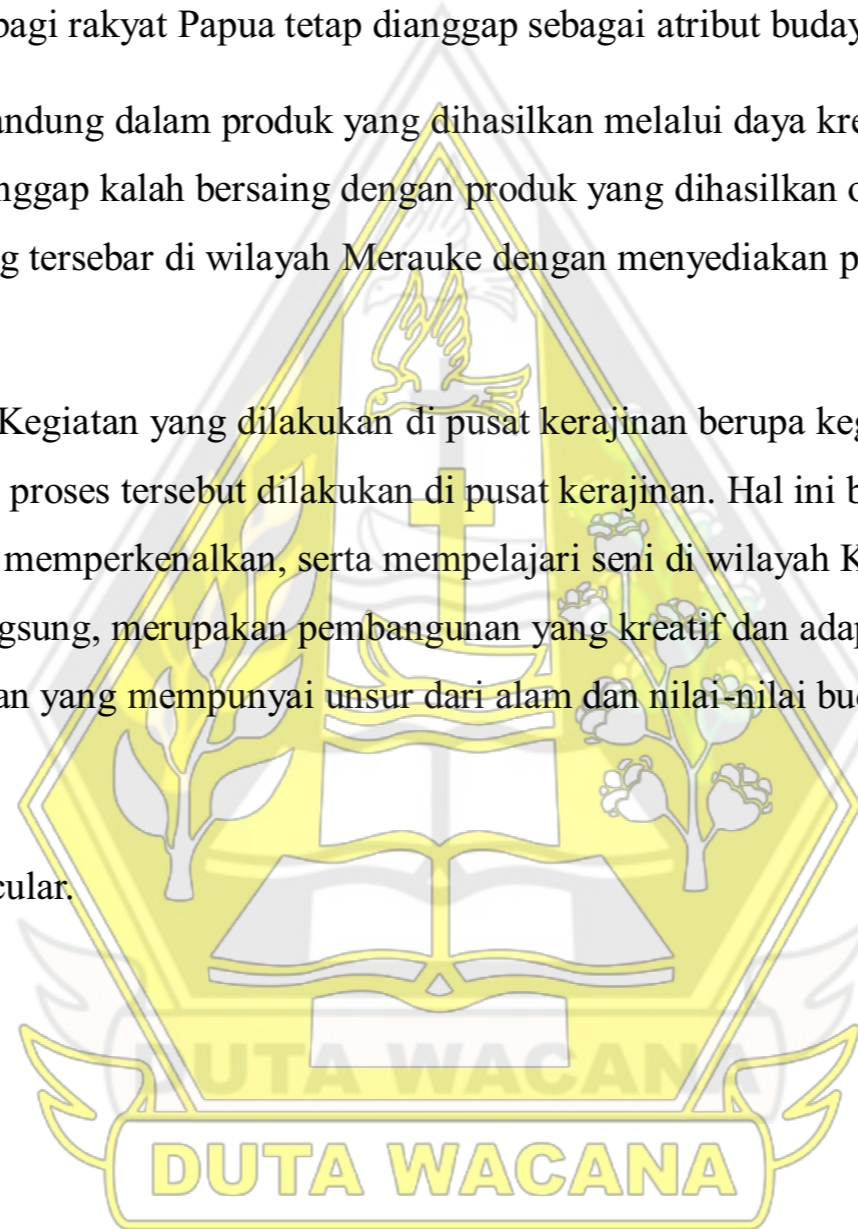 bagi rakyat Papua tetap dianggap sebagai atribut buday
andung dalam produk yang dihasilkan melalui daya kre
nggap kalah bersaing dengan produk yang dihasilkan o
g tersebar di wilayah Merauke dengan menyediakan p
Kegiatan yang dilakukan di pusat kerajinan berupa keg
proses tersebut dilakukan di pusat kerajinan. Hal ini b
memperkenalkan, serta mempelajari seni di wilayah K
gsung, merupakan pembangunan yang kreatif dan adap
an yang mempunyai unsur dari alam dan nilai-nilai bud
cular.
DUTA WACANA
DUTA WACANA